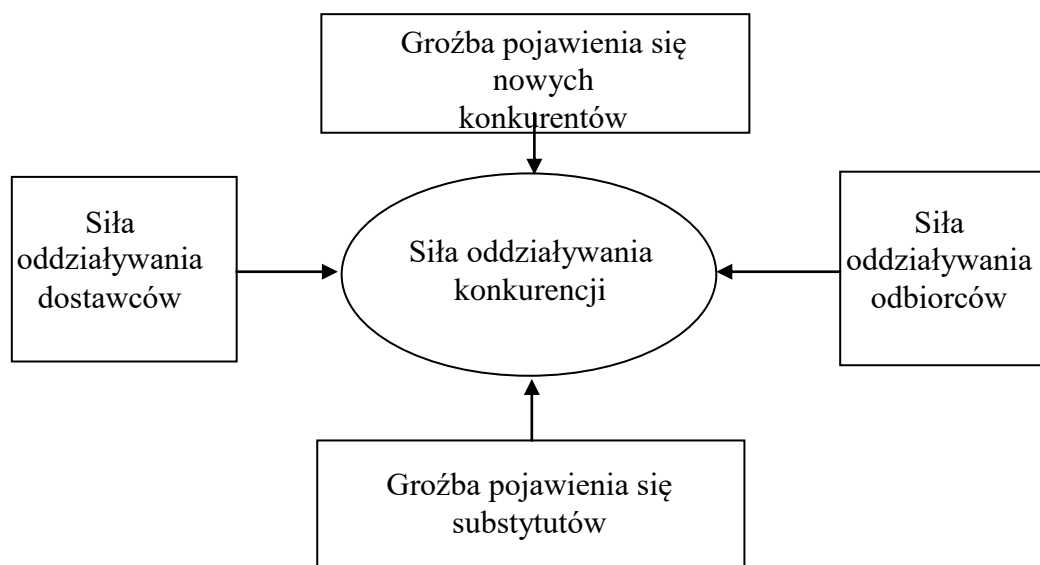 Groźba pojawienia się
nowych
konkurentów
Siła
oddziaływania
dostawców
Siła oddziaływania
konkurencji
Siła
oddziaływania
odbiorców
Groźba pojawienia się
substytutów